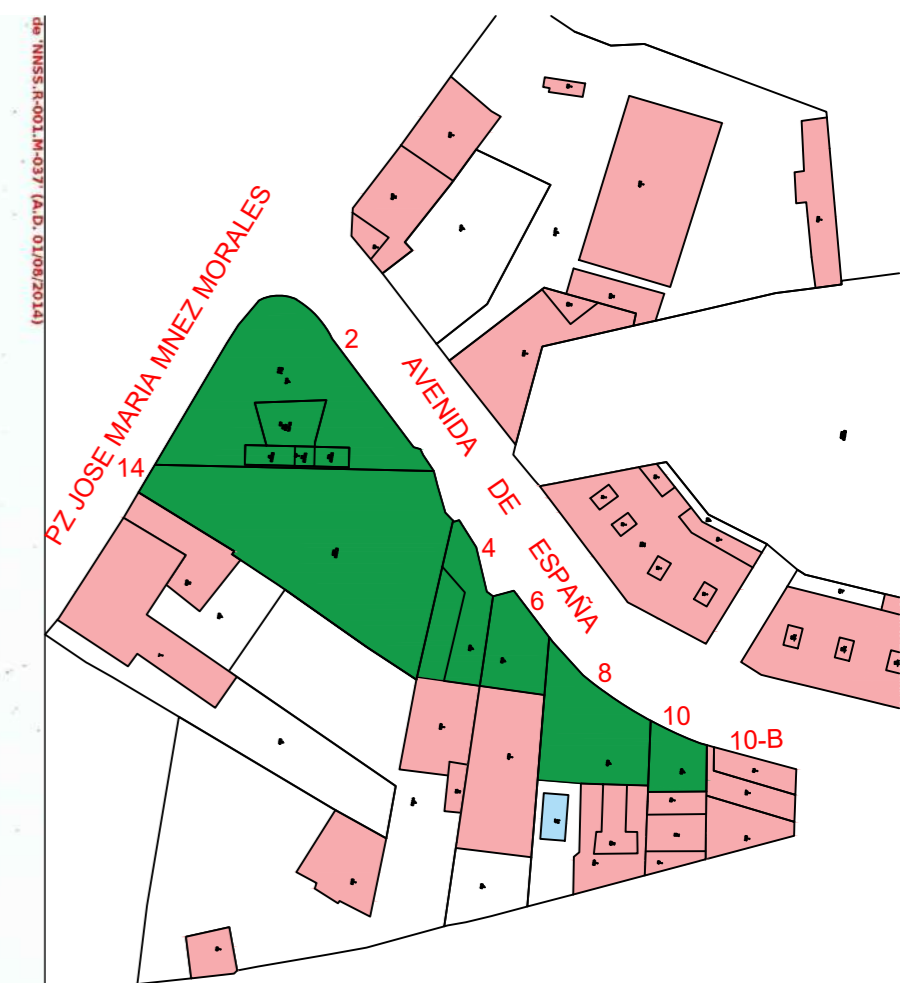 de 'NNSS.R-001.M-037' (A.D. 01/08/2014)
PZ JOSE MARIA MNEZ MORALES
2
AVENIDA
DE
ESPAÑA
14
4
6
8
10
10-B